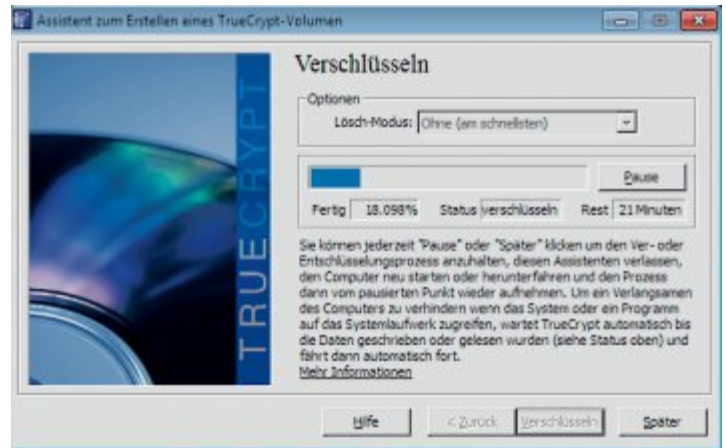 Assistent zum Erstellen eines TrueCrypt-Volumen
TRUECRYPT
Verschlüsseln
Optionen
Lösch-Modus: Ohne (am schnellsten)
Pause
Fertig 18.098% Status verschlüsseln Rest 21 Minuten
Sie können jederzeit "Pause" oder "Später" klicken um den Ver- oder
Entschlüsselungsprozess anzuhalten, diesen Assistenten verlassen,
den Computer neu starten oder herunterfahren und den Prozess
dann vom pausierten Punkt wieder aufnehmen. Um ein Verlangsamen
des Computers zu verhindern wenn das System oder ein Programm
auf das Systemlaufwerk zugreifen, wartet TrueCrypt automatisch bis
die Daten geschrieben oder gelesen wurden (siehe Status oben) und
fährt dann automatisch fort.
Mehr Informationen
Hilfe < Zurück Verschlüsseln Später